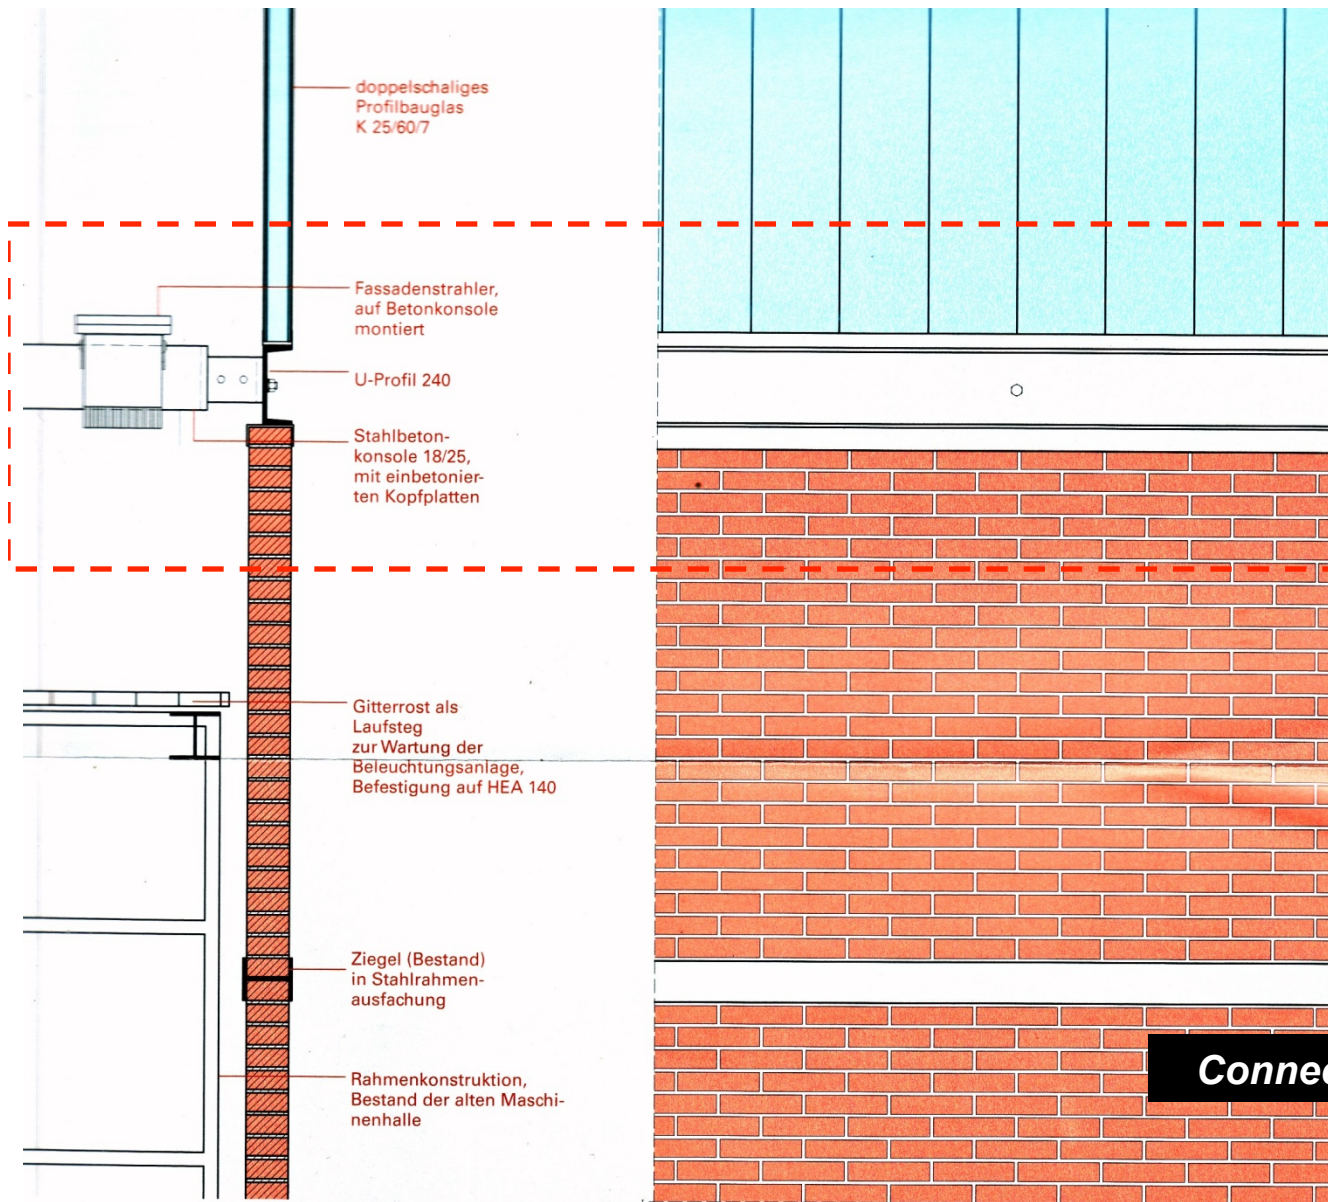 doppelschaliges
Profilbauglas
K 25/60/7
Fassadenstrahler,
auf Betonkonsole
montiert
U-Profil 240
Stahlbeton-
konsole 18/25,
mit einbetonier-
ten Kopfplatten
Gitterrost als
Laufsteg
zur Wartung der
Beleuchtungsanlage,
Befestigung auf HEA 140
Ziegel (Bestand)
in Stahlrahmen-
ausfachung
Rahmenkonstruktion,
Bestand der alten Maschi-
nenhalle